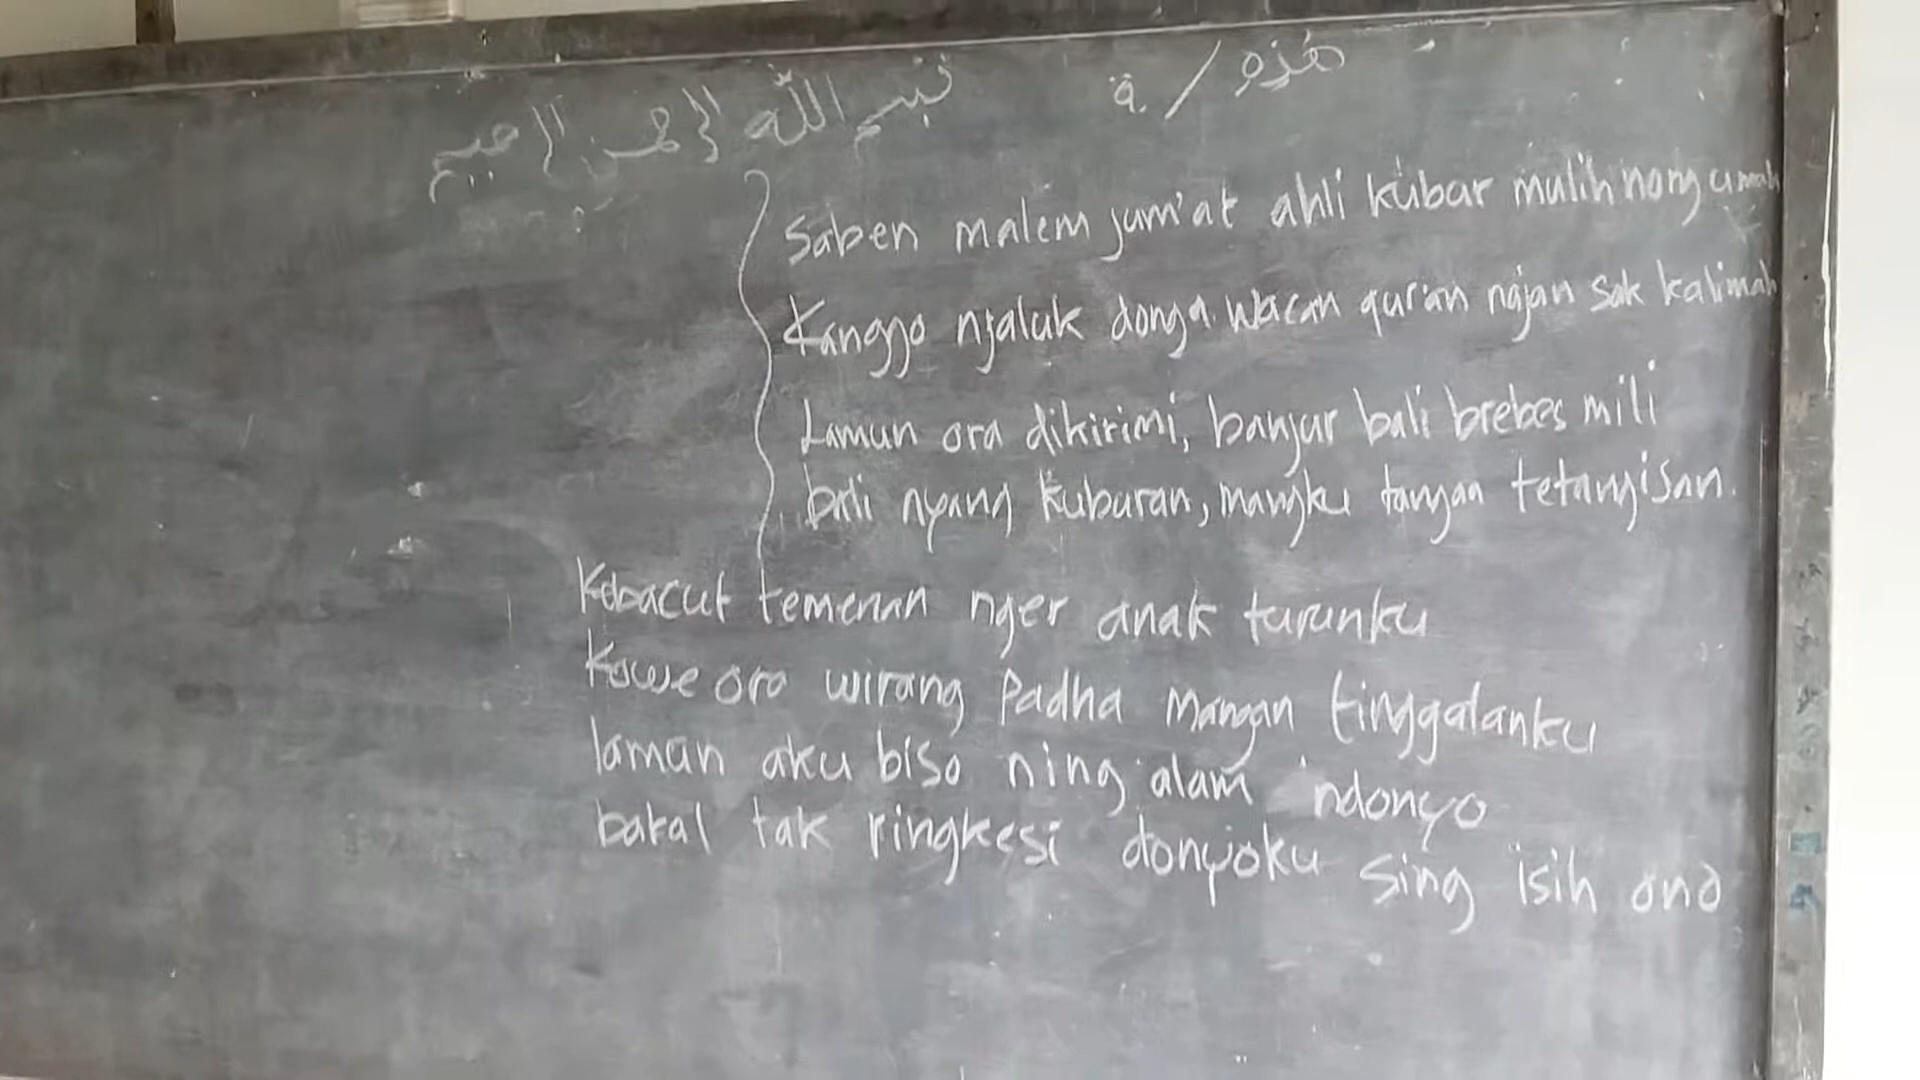 هذه / ة
بسم الله الرحمن الرحيم
Saben malem jum'at ahli kubar mulih nong umah
Kanggo njaluk donga wacan qur'an najan sak kalimah
Lamun ora dikirimi, banjur bali brebes mili
bali nyang kuburan, mangku tangan tetangisan.
Kebacut temenan nger anak turunku
Kowe ora wirang Padha Mangan tinggalanku
lamun aku biso ning alam ndonyo
bakal tak ringkesi donyoku sing isih ono